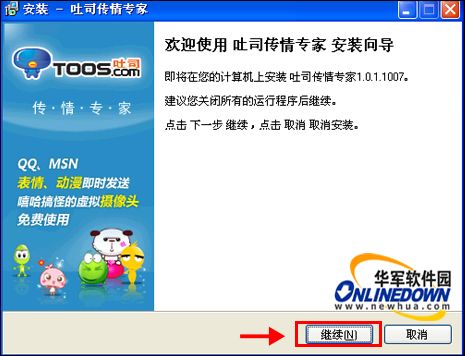 安装 - 吐司传情专家
TOOS.com吐司
传·情·专·家
QQ、MSN
表情、动漫即时发送
嘻哈搞怪的虚拟摄像头
免费使用
欢迎使用 吐司传情专家 安装向导
即将在您的计算机上安装 吐司传情专家1.0.1.1007。
建议您关闭所有的运行程序后继续。
点击 下一步 继续，点击 取消 取消安装。
华军软件园
ONLINEDOWN
www.newhua.com
继续(N)
取消